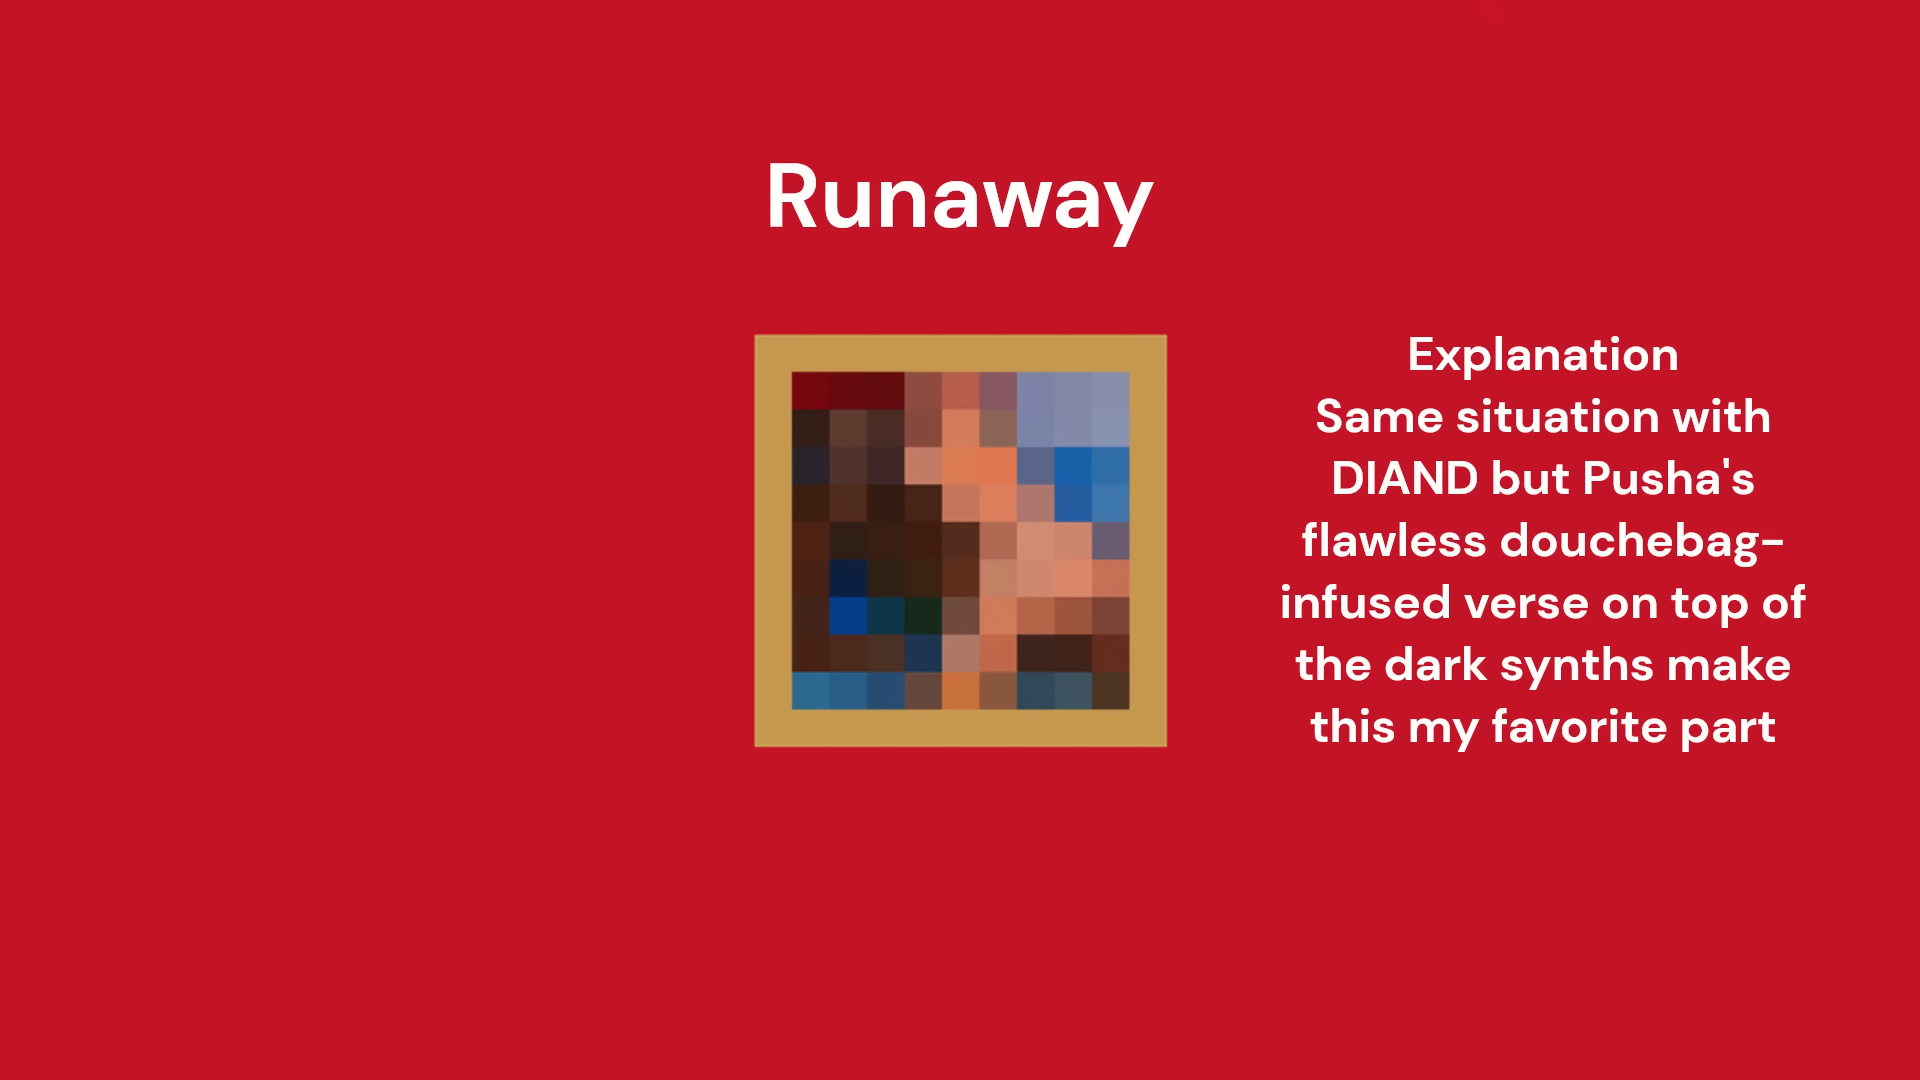 Runaway
Explanation
Same situation with
DIAND but Pusha's
flawless douchebag-
infused verse on top of
the dark synths make
this my favorite part